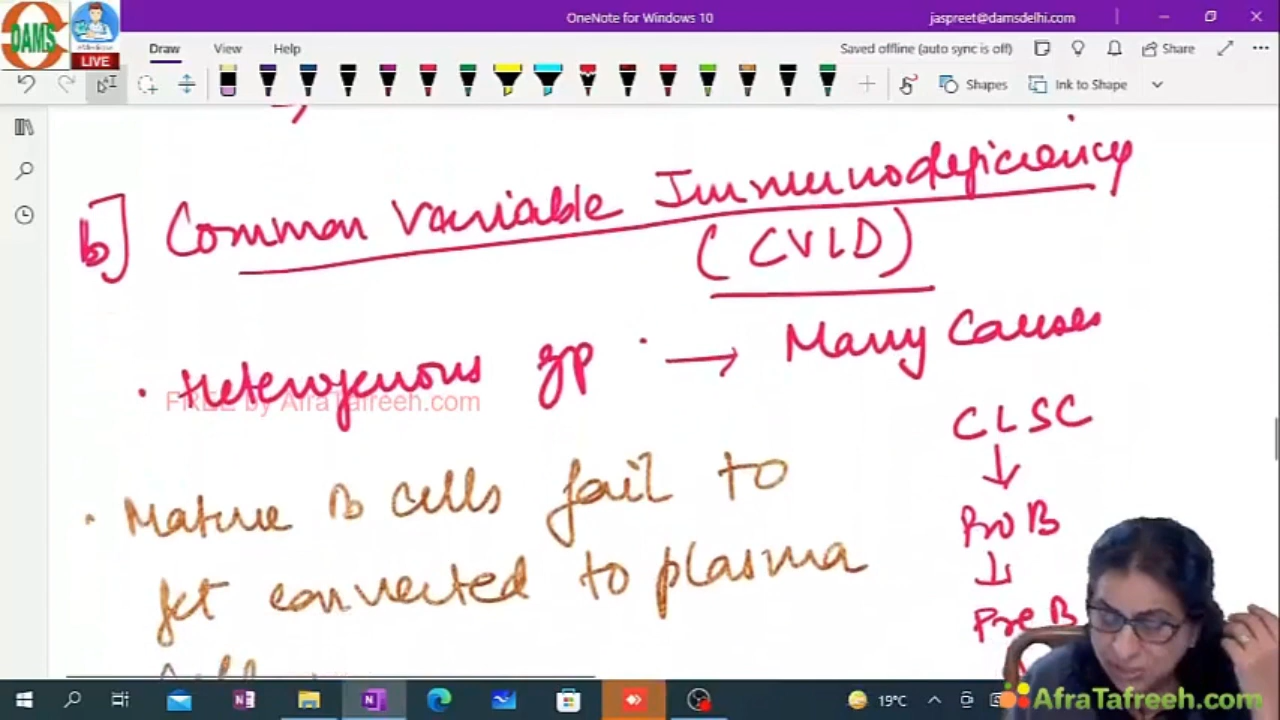 DAMS
eMedicoz
LIVE
OneNote for Windows 10
jaspreet@damsdelhi.com
Draw View Help
Saved offline (auto sync is off)
Share
Shapes
Ink to Shape
b] Common Variable Immunodeficiency
(CVID)
• Heterogenous gp → Many Causes
FREE by AfraTafreeh.com
CLSC
↓
• Mature B cells fail to
Pro B
↓
get converted to plasma
Pre B
19°C
AfraTafreeh.com